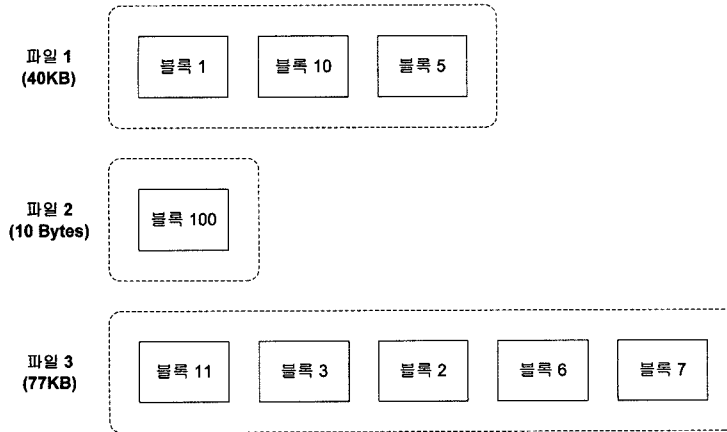 파일 1
(40KB)
블록 1
블록 10
블록 5
파일 2
(10 Bytes)
블록 100
파일 3
(77KB)
블록 11
블록 3
블록 2
블록 6
블록 7